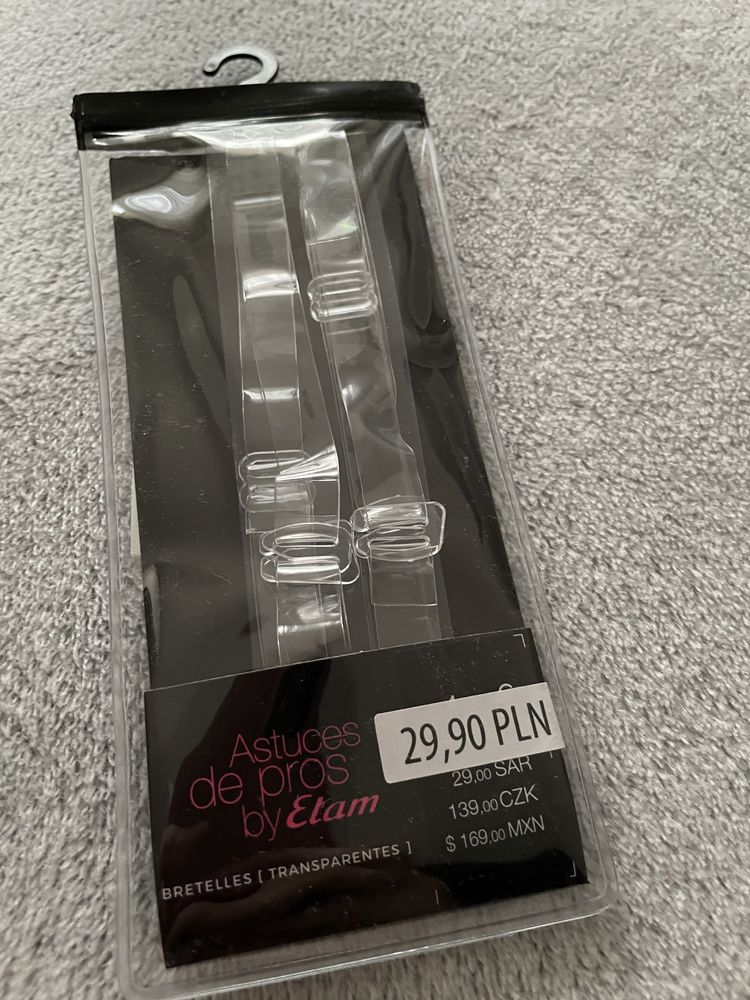 Astuces
de pros
by Etam
BRETELLES [ TRANSPARENTES ]
29,90 PLN
29,00 SAR
139,00 CZK
$ 169,00 MXN